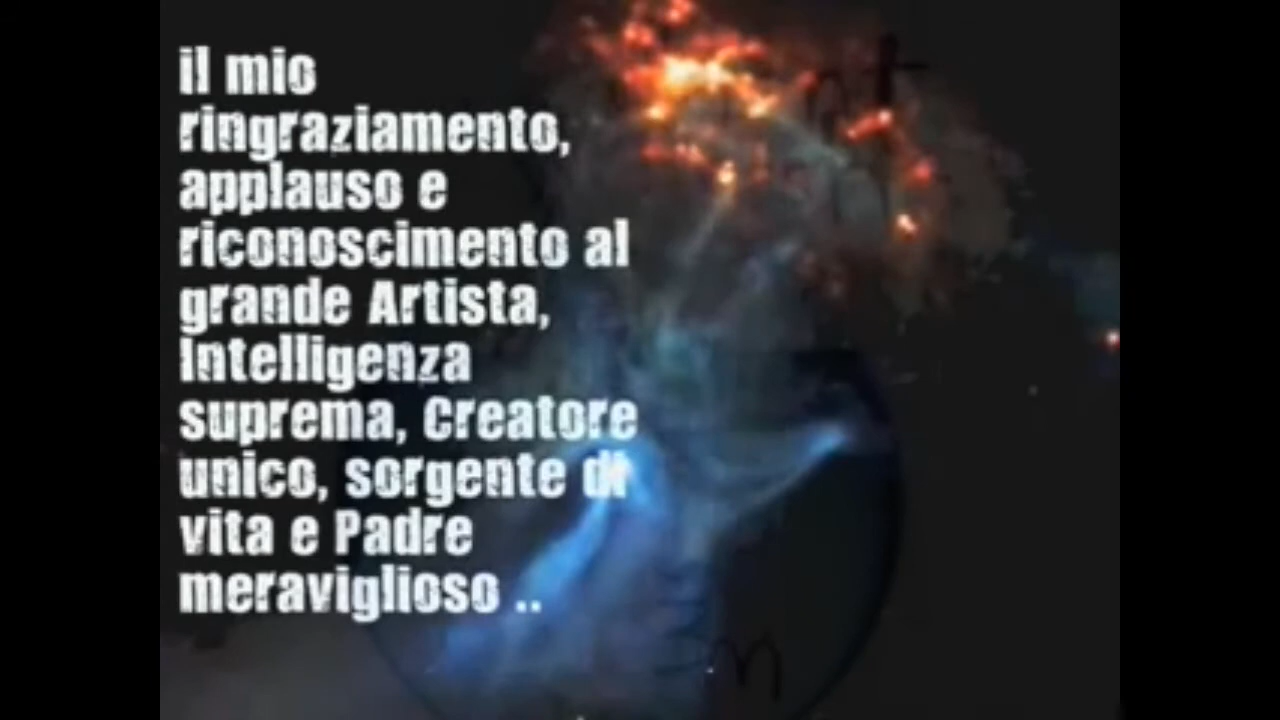 il mio
ringraziamento,
applauso e
riconoscimento al
grande Artista,
Intelligenza
suprema, Creatore
unico, sorgente di
vita e Padre
meraviglioso ..